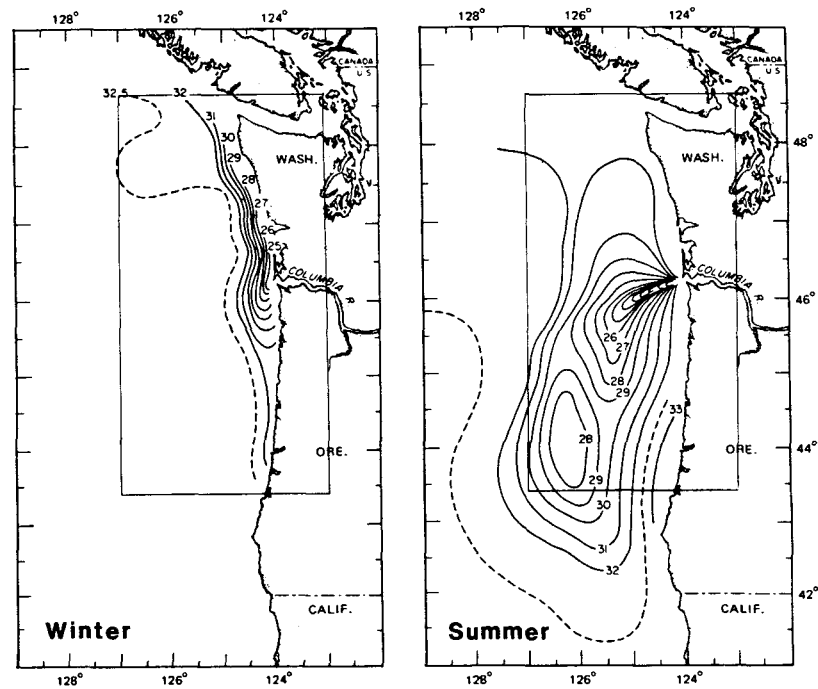 128° 126° 124°
128° 126° 124°
CANADA
U S
CANADA
U.S.
32.5 32
31
30
29
28
27
26
25
WASH.
COLUMBIA R.
ORE.
CALIF.
Winter
128° 126° 124°
48°
WASH.
COLUMBIA R.
46°
26
27
28
29
33
28
44°
ORE.
29
30
31
32
42°
CALIF.
Summer
128° 126° 124°